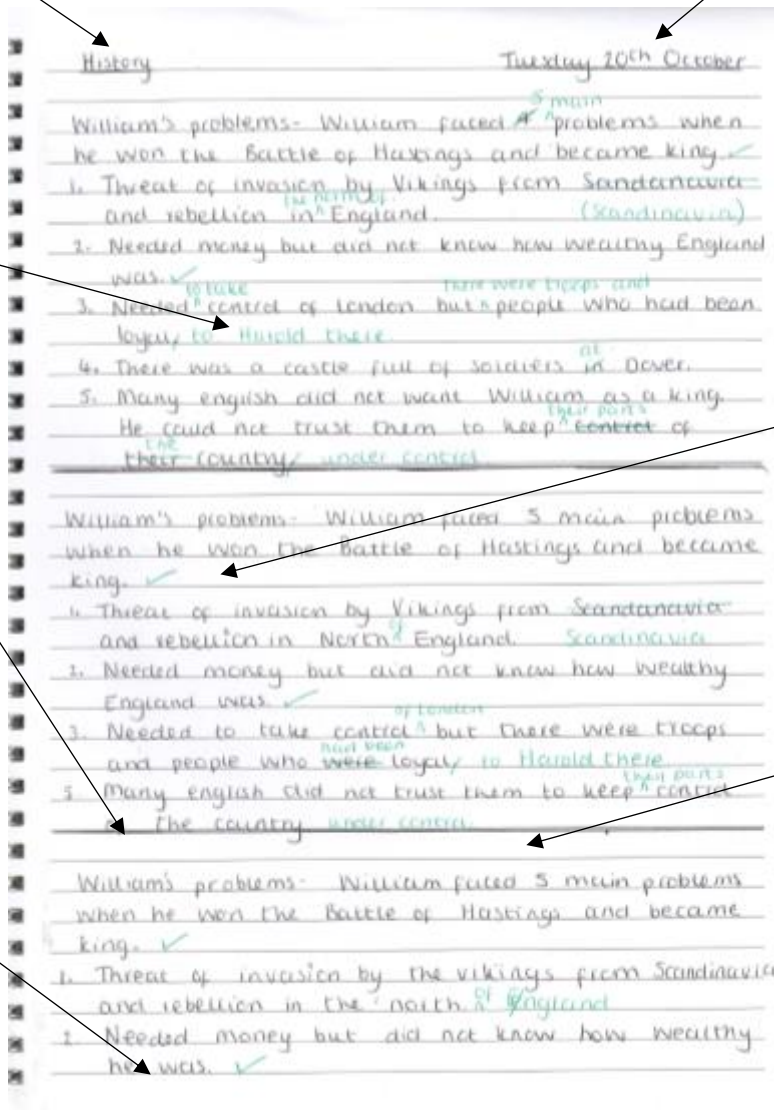 History Tuesday 20th October
5 main
William's problems- William faced 4 ^ problems when
he won the Battle of Hastings and became king. ✓
1. Threat of invasion by Vikings from Sandanavia
the north of
and rebellion in ^ England. (Scandinavia)
2. Needed money but did not know how wealthy England
was. ✓
to take there were troops and
3. Needed ^ control of London but ^ people who had been
loyal, to Harold there.
at
4. There was a castle full of soldiers in Dover.
5. Many english did not want William as a king.
their parts
He could not trust them to keep ^ control of
the
their country, under control
William's problems- William faced 5 main problems
when he won the Battle of Hastings and became
king. ✓
1. Threat of invasion by Vikings from Scandanavia
of
and rebellion in North ^ England. Scandinavia
2. Needed money but did not know how wealthy
England was. ✓
of London
3. Needed to take control ^ but there were troops
had been
and people who were loyal, to Harold there
their parts
5 Many english did not trust them to keep ^ control
the country under control.
William's problems- William faced 5 main problems
when he won the Battle of Hastings and became
king. ✓
1. Threat of invasion by the vikings from Scandinavia
of
and rebellion in the north ^ England
2 Needed money but did not know how wealthy
he was. ✓